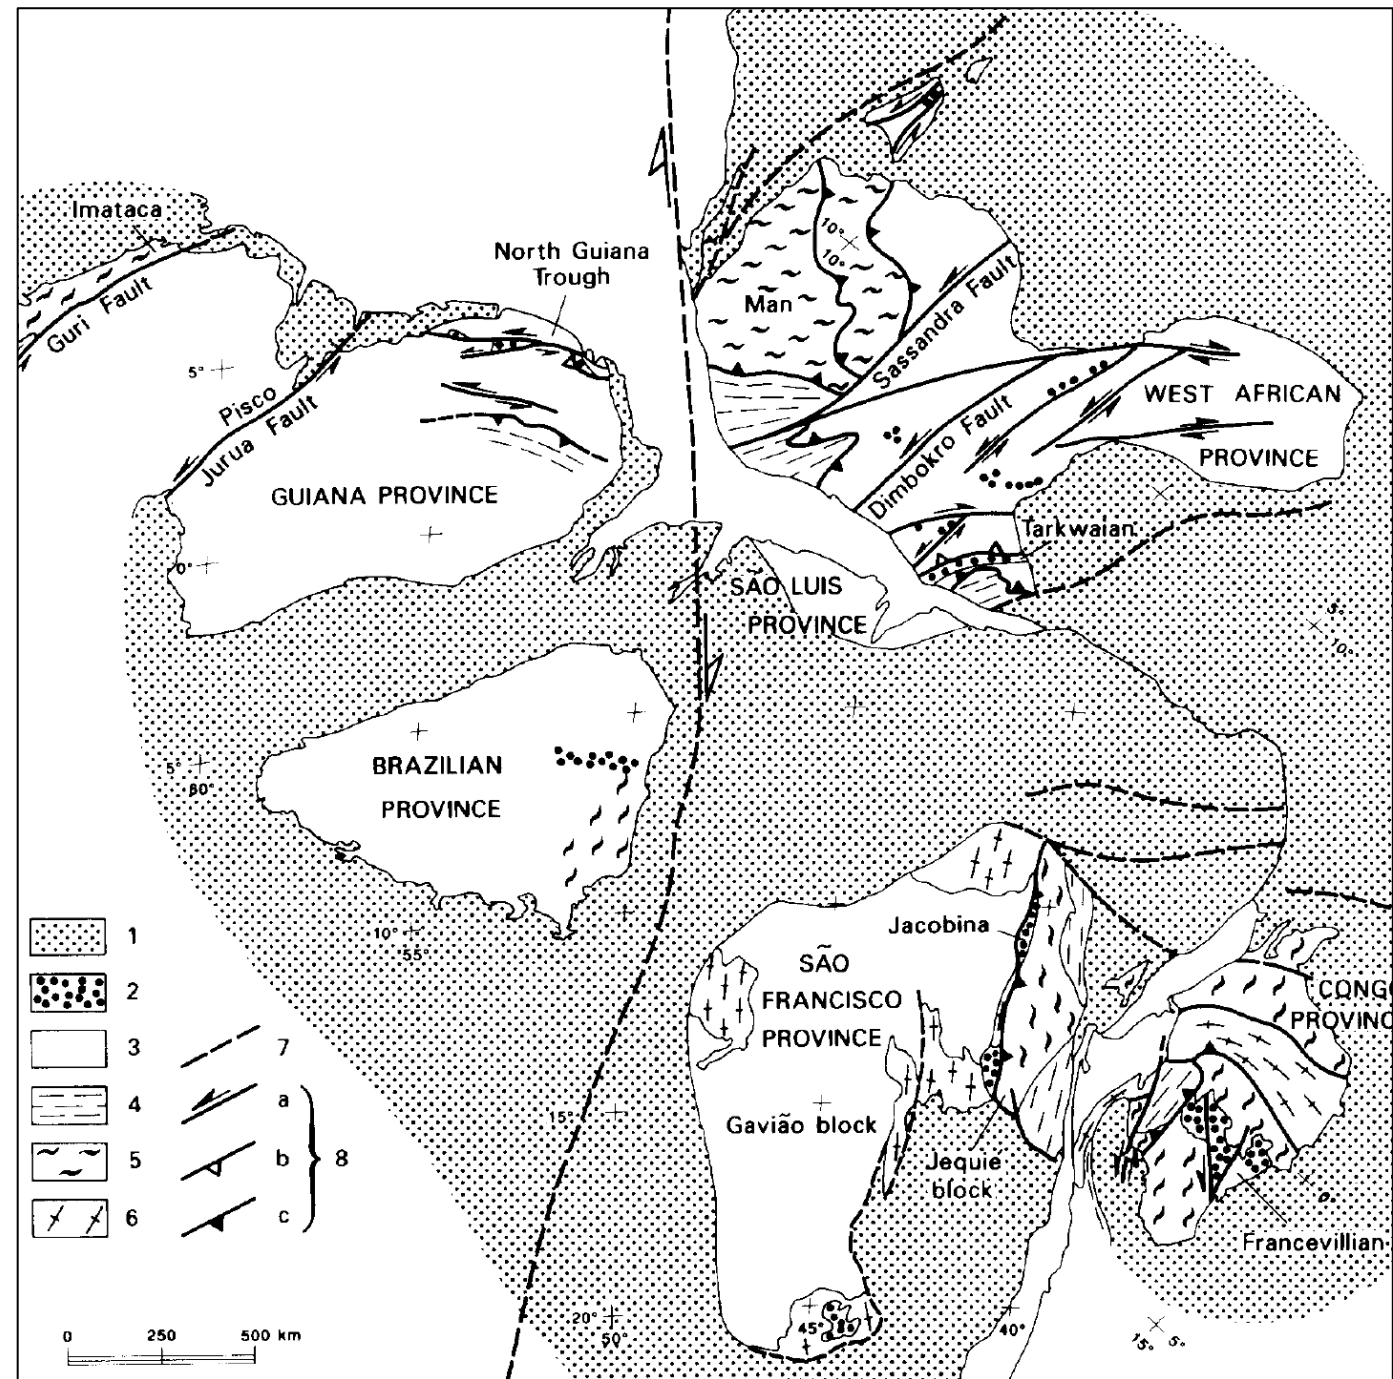 Imataca
Guri Fault
North Guiana
Trough
5°
Pisco
Jurua Fault
GUIANA PROVINCE
0°
10°
10°
Man
Sassandra Fault
Dimbokro Fault
WEST AFRICAN
PROVINCE
Tarkwaian
SÃO LUIS
PROVINCE
5°
10°
BRAZILIAN
PROVINCE
5°
60°
10°
55°
Jacobina
SÃO
FRANCISCO
PROVINCE
CONGO
PROVINC
Gavião block
15°
Jequie
block
0°
Francevillian
20°
50°
45°
40°
15°
5°
1
2
3
4
5
6
7
a
b
c
8
0 250 500 km